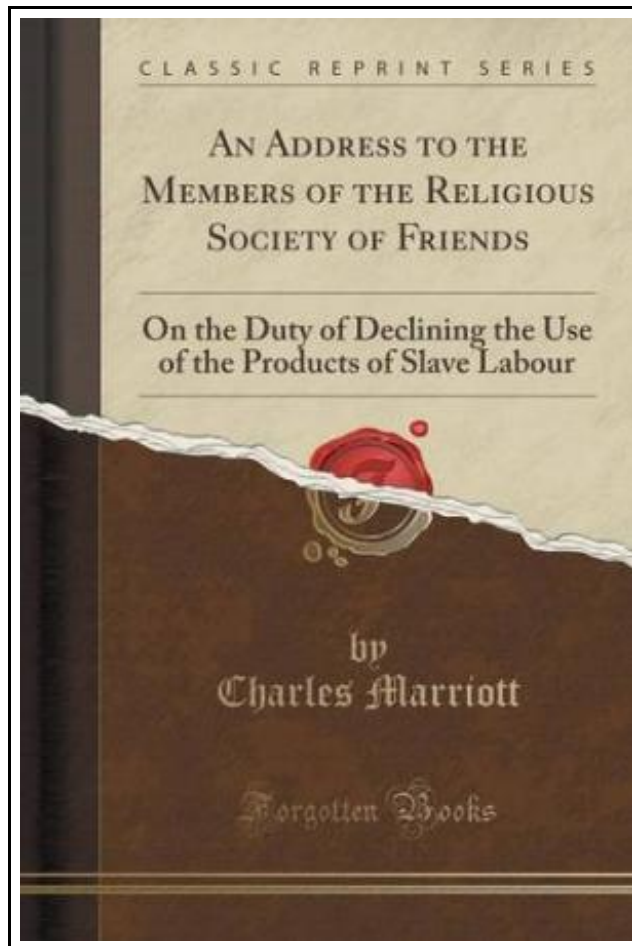 CLASSIC REPRINT SERIES
AN ADDRESS TO THE
MEMBERS OF THE RELIGIOUS
SOCIETY OF FRIENDS
On the Duty of Declining the Use
of the Products of Slave Labour
by
Charles Marriott
Forgotten Books